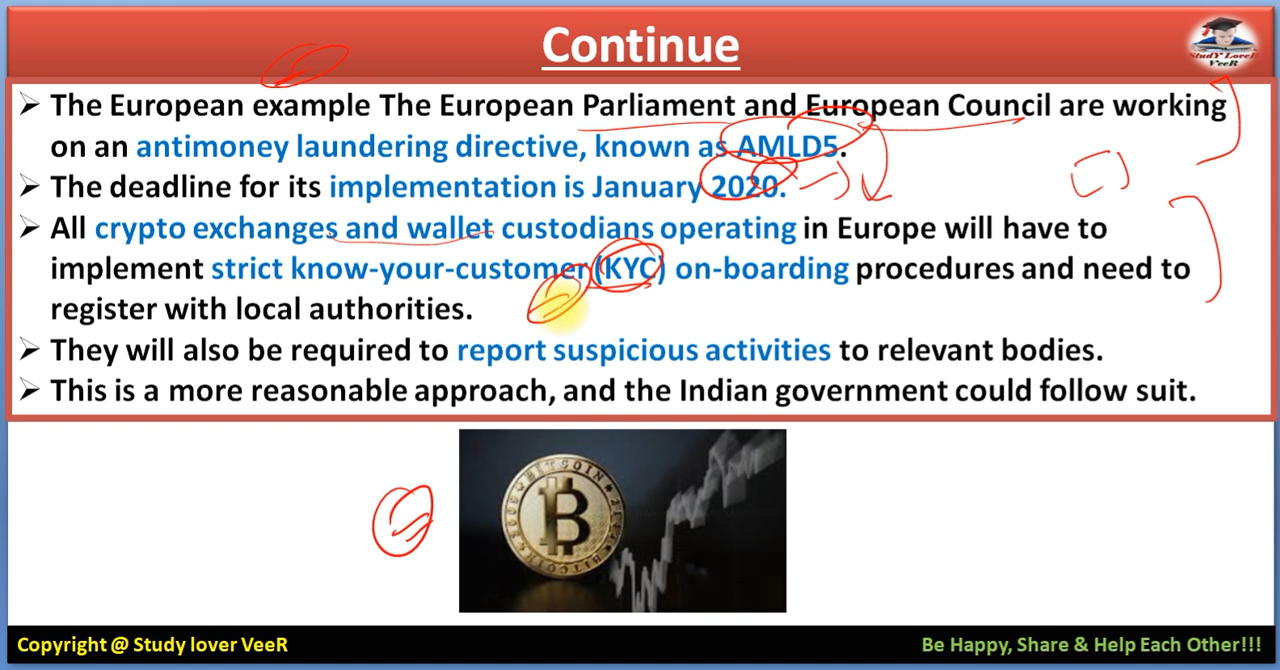 Continue
StudY LoveR
VeeR
➢ The European example The European Parliament and European Council are working
on an antimoney laundering directive, known as AMLD5.
➢ The deadline for its implementation is January 2020.
➢ All crypto exchanges and wallet custodians operating in Europe will have to
implement strict know-your-customer (KYC) on-boarding procedures and need to
register with local authorities.
➢ They will also be required to report suspicious activities to relevant bodies.
➢ This is a more reasonable approach, and the Indian government could follow suit.
BITCOIN
Copyright @ Study lover VeeR
Be Happy, Share & Help Each Other!!!